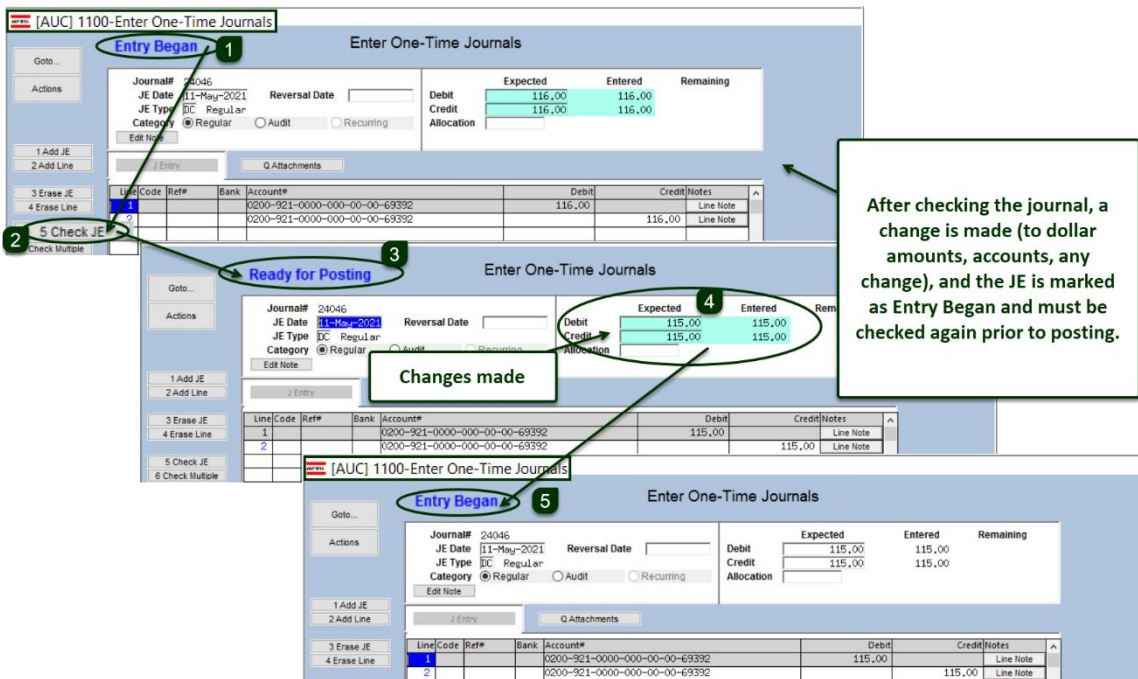 [AUC] 1100-Enter One-Time Journals
Entry Began
1
Enter One-Time Journals
Goto...
Actions
Journal# 24046
JE Date 11-May-2021 Reversal Date
JE Type DC Regular
Category Regular Audit Recurring
Edit Note
Expected Entered Remaining
Debit 116.00 116.00
Credit 116.00 116.00
Allocation
1 Add JE
2 Add Line
J Entry Q Attachments
3 Erase JE
4 Erase Line
Line Code Ref# Bank Account# Debit Credit Notes
1 0200-921-0000-000-00-00-69392 116.00 Line Note
2 0200-921-0000-000-00-00-69392 116.00 Line Note
2 5 Check JE
Check Multiple
After checking the journal, a
change is made (to dollar
amounts, accounts, any
change), and the JE is marked
as Entry Began and must be
checked again prior to posting.
3
Ready for Posting
Enter One-Time Journals
Goto...
Actions
Journal# 24046
JE Date 11-May-2021 Reversal Date
JE Type DC Regular
Category Regular Audit Recurring
Edit Note
4
Expected Entered Rem
Debit 115.00 115.00
Credit 115.00 115.00
Allocation
Changes made
1 Add JE
2 Add Line
J Entry
3 Erase JE
4 Erase Line
Line Code Ref# Bank Account# Debit Credit Notes
1 0200-921-0000-000-00-00-69392 115.00 Line Note
2 0200-921-0000-000-00-00-69392 115.00 Line Note
5 Check JE
6 Check Multiple
[AUC] 1100-Enter One-Time Journals
Entry Began
5
Enter One-Time Journals
Goto...
Actions
Journal# 24046
JE Date 11-May-2021 Reversal Date
JE Type DC Regular
Category Regular Audit Recurring
Edit Note
Expected Entered Remaining
Debit 115.00 115.00
Credit 115.00 115.00
Allocation
1 Add JE
2 Add Line
J Entry Q Attachments
3 Erase JE
4 Erase Line
Line Code Ref# Bank Account# Debit Credit Notes
1 0200-921-0000-000-00-00-69392 115.00 Line Note
2 0200-921-0000-000-00-00-69392 115.00 Line Note